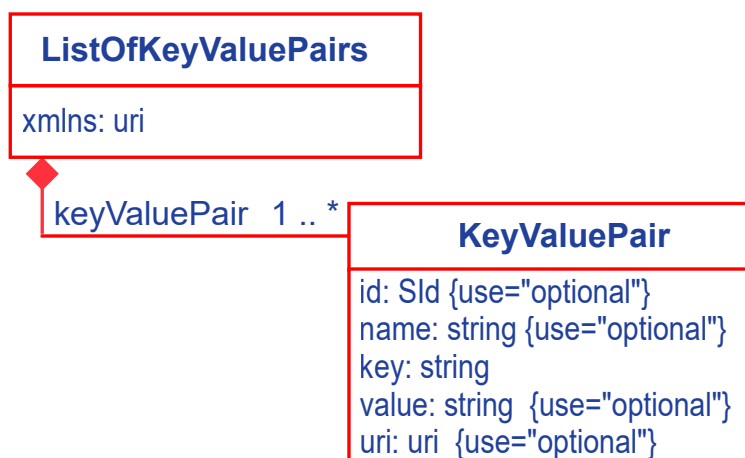 ListOfKeyValuePairs
xmlns: uri
keyValuePair 1 .. *
KeyValuePair
id: SId {use="optional"}
name: string {use="optional"}
key: string
value: string {use="optional"}
uri: uri {use="optional"}